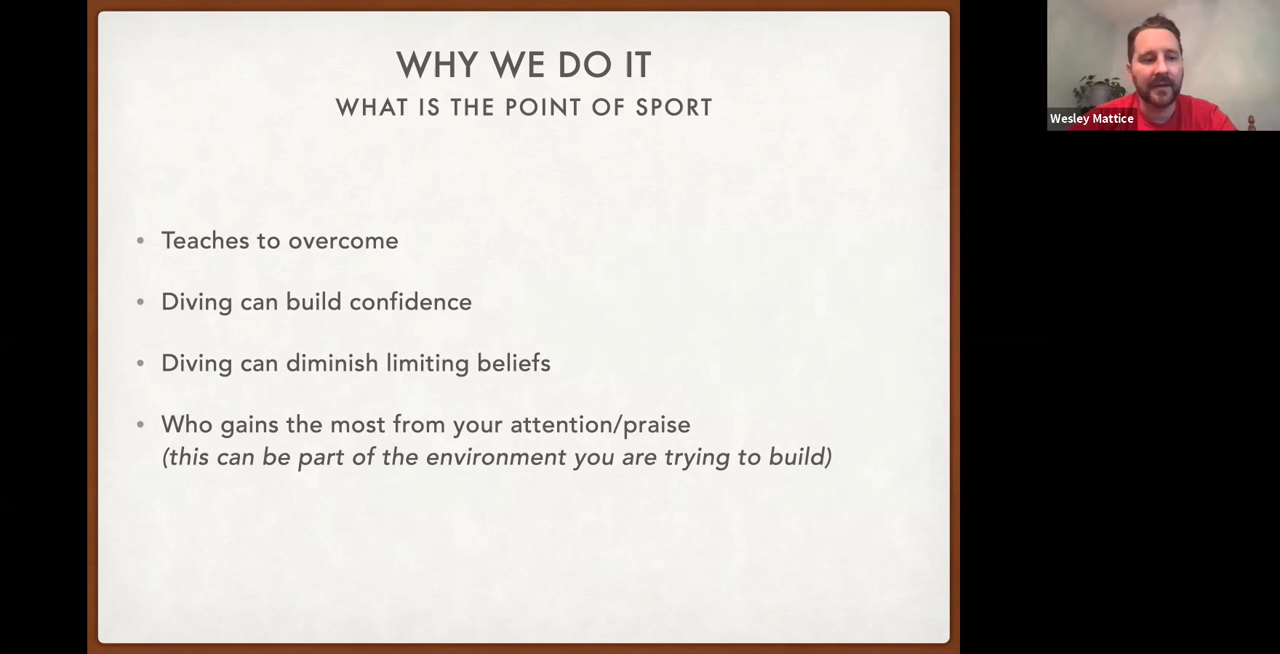 WHY WE DO IT
WHAT IS THE POINT OF SPORT
• Teaches to overcome
• Diving can build confidence
• Diving can diminish limiting beliefs
• Who gains the most from your attention/praise
(this can be part of the environment you are trying to build)
Wesley Mattice